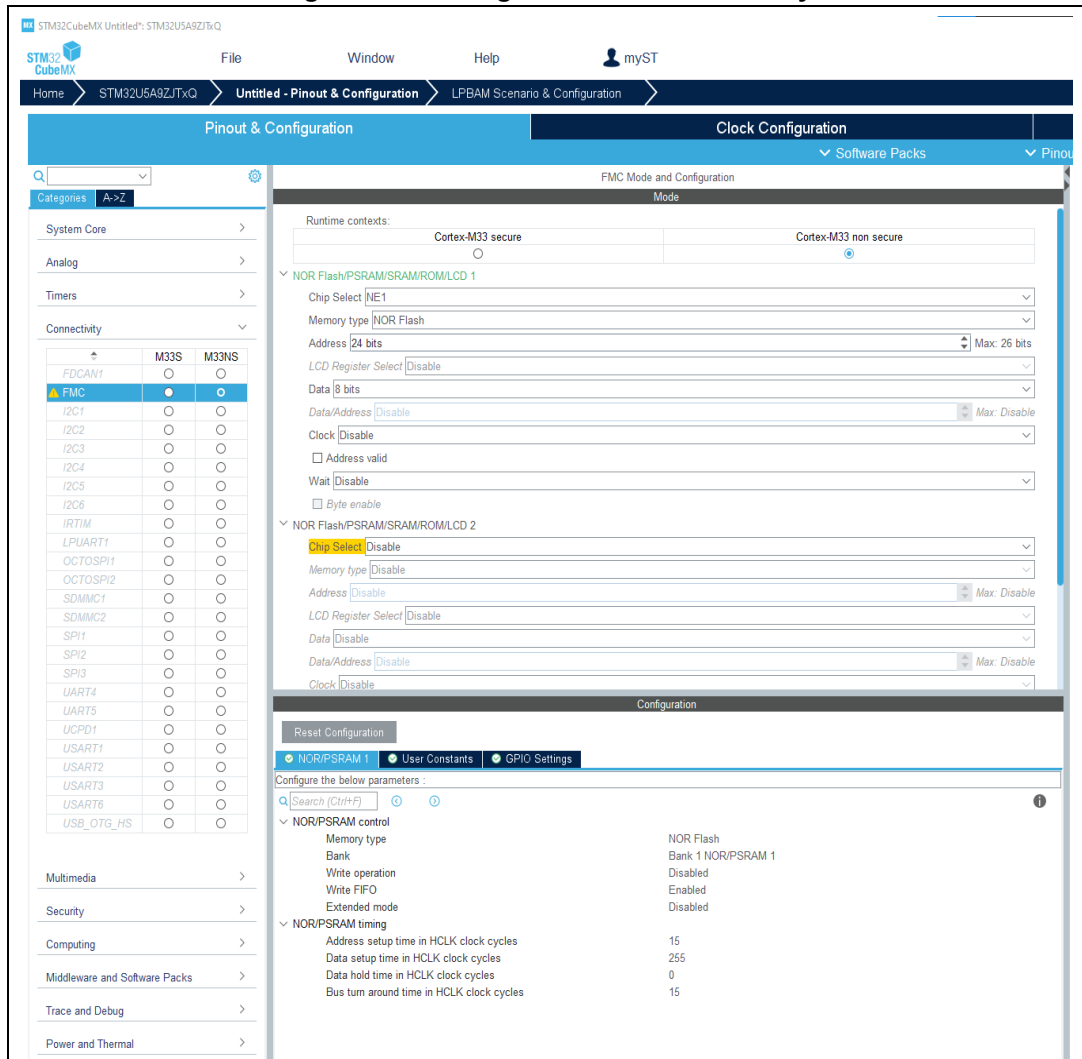 MX STM32CubeMX Untitled*: STM32U5A9ZJTxQ
STM32 CubeMX
File Window Help myST
Home STM32U5A9ZJTxQ Untitled - Pinout & Configuration LPBAM Scenario & Configuration
Pinout & Configuration Clock Configuration
Software Packs Pinou
Categories A->Z
System Core
Analog
Timers
Connectivity
M33S M33NS
FDCAN1
FMC
I2C1
I2C2
I2C3
I2C4
I2C5
I2C6
IRTIM
LPUART1
OCTOSPI1
OCTOSPI2
SDMMC1
SDMMC2
SPI1
SPI2
SPI3
UART4
UART5
UCPD1
USART1
USART2
USART3
USART6
USB_OTG_HS
Multimedia
Security
Computing
Middleware and Software Packs
Trace and Debug
Power and Thermal
FMC Mode and Configuration
Mode
Runtime contexts:
Cortex-M33 secure Cortex-M33 non secure
NOR Flash/PSRAM/SRAM/ROM/LCD 1
Chip Select NE1
Memory type NOR Flash
Address 24 bits Max: 26 bits
LCD Register Select Disable
Data 8 bits
Data/Address Disable Max: Disable
Clock Disable
Address valid
Wait Disable
Byte enable
NOR Flash/PSRAM/SRAM/ROM/LCD 2
Chip Select Disable
Memory type Disable
Address Disable Max: Disable
LCD Register Select Disable
Data Disable
Data/Address Disable Max: Disable
Clock Disable
Configuration
Reset Configuration
NOR/PSRAM 1 User Constants GPIO Settings
Configure the below parameters :
Search (Ctrl+F)
NOR/PSRAM control
Memory type NOR Flash
Bank Bank 1 NOR/PSRAM 1
Write operation Disabled
Write FIFO Enabled
Extended mode Disabled
NOR/PSRAM timing
Address setup time in HCLK clock cycles 15
Data setup time in HCLK clock cycles 255
Data hold time in HCLK clock cycles 0
Bus turn around time in HCLK clock cycles 15